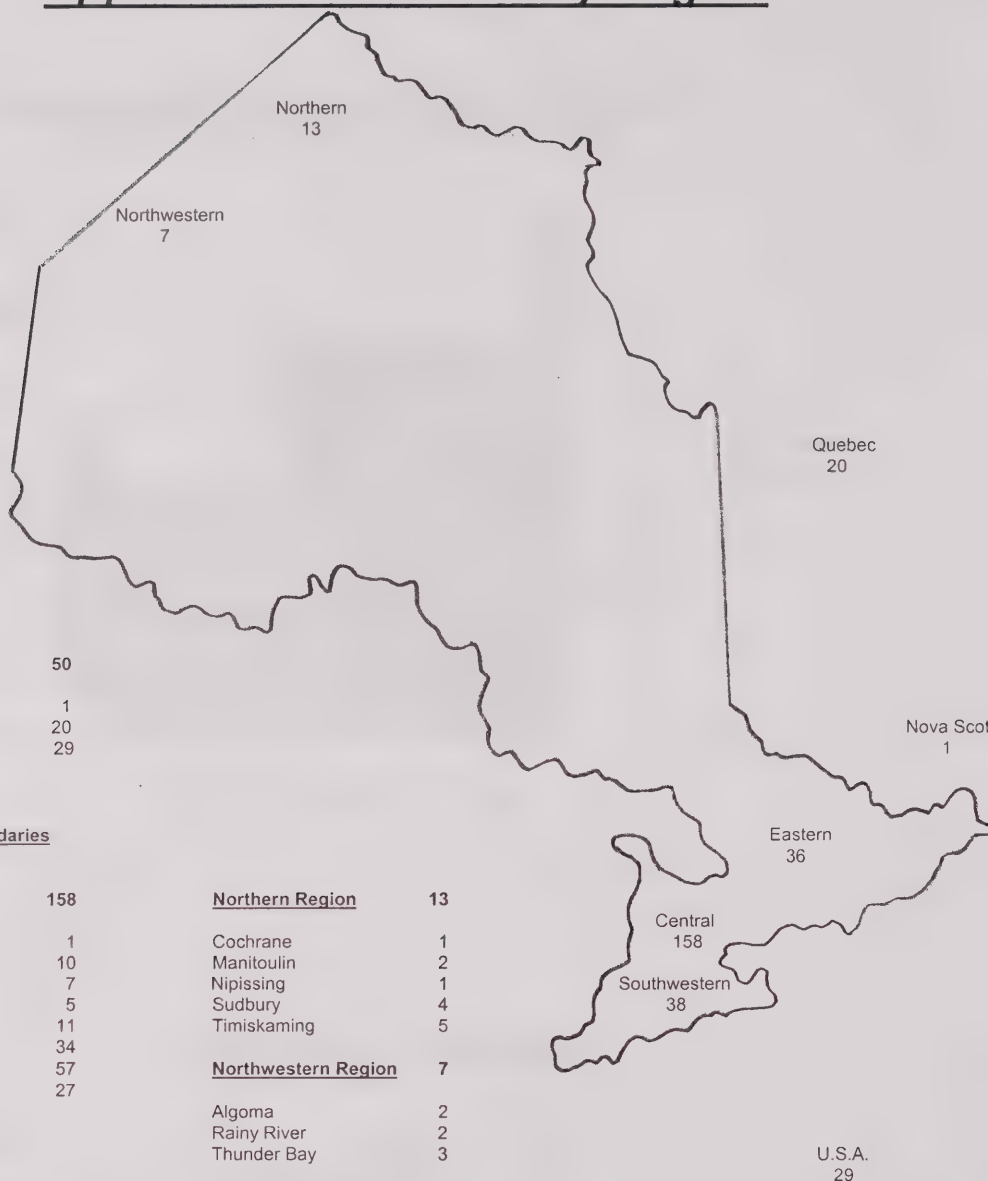 Northern
13
Northwestern
7
Quebec
20
50
1
20
29
Nova Scot
1
Eastern
36
Central
158
Southwestern
38
daries
158
1
10
7
5
11
34
57
27
Northern Region 13
Cochrane 1
Manitoulin 2
Nipissing 1
Sudbury 4
Timiskaming 5
Northwestern Region 7
Algoma 2
Rainy River 2
Thunder Bay 3
U.S.A.
29